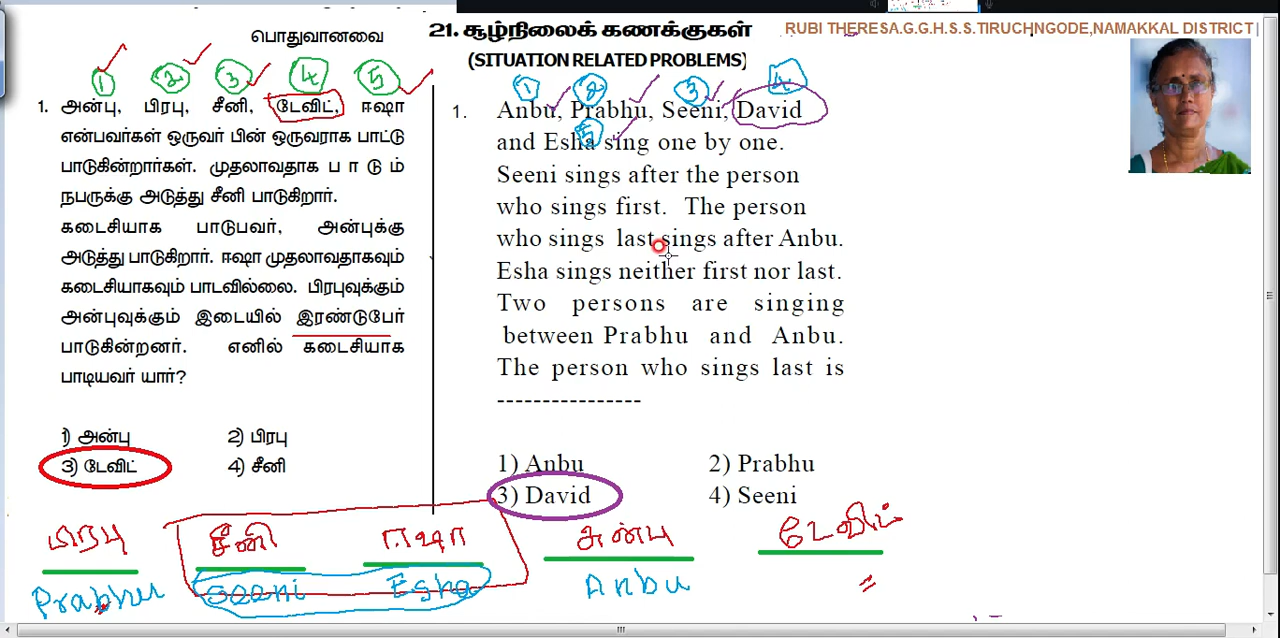 பொதுவானவை
21. சூழ்நிலைக் கணக்குகள்
RUBI THERESA.G.G.H.S.S.TIRUCHNGODE,NAMAKKAL DISTRICT
(SITUATION RELATED PROBLEMS)
1 2 3 4 5
1. அன்பு, பிரபு, சீனி, டேவிட், ஈஷா
என்பவர்கள் ஒருவர் பின் ஒருவராக பாட்டு
பாடுகின்றார்கள். முதலாவதாக பா டு ம்
நபருக்கு அடுத்து சீனி பாடுகிறார்.
கடைசியாக பாடுபவர், அன்புக்கு
அடுத்து பாடுகிறார். ஈஷா முதலாவதாகவும்
கடைசியாகவும் பாடவில்லை. பிரபுவுக்கும்
அன்புவுக்கும் இடையில் இரண்டுபேர்
பாடுகின்றனர். எனில் கடைசியாக
பாடியவர் யார்?
1) அன்பு 2) பிரபு
3) டேவிட் 4) சீனி
1 2 3 4
1. Anbu, Prabhu, Seeni, David
5
and Esha sing one by one.
Seeni sings after the person
who sings first. The person
who sings last sings after Anbu.
Esha sings neither first nor last.
Two persons are singing
between Prabhu and Anbu.
The person who sings last is
----------------
1) Anbu 2) Prabhu
3) David 4) Seeni
பிரபு சீனி ஈஷா அன்பு டேவிட்
Prabhu Seeni Esha Anbu =